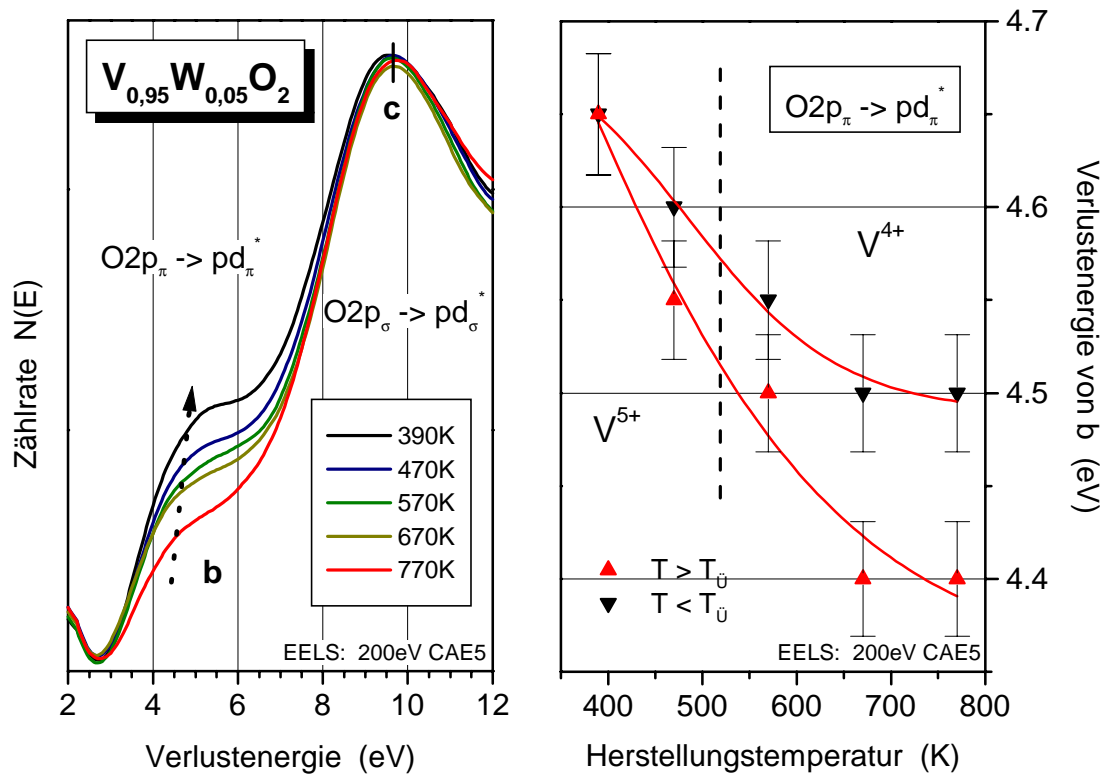 V0,95W0,05O2
c
O2pπ -> pdπ*
O2pσ -> pdσ*
b
390K
470K
570K
670K
770K
EELS: 200eV CAE5
Zählrate N(E)
2 4 6 8 10 12
Verlustenergie (eV)
O2pπ -> pdπ*
V4+
V5+
T > TÜ
T < TÜ
EELS: 200eV CAE5
4.7
4.6
4.5
4.4
Verlustenergie von b (eV)
400 500 600 700 800
Herstellungstemperatur (K)